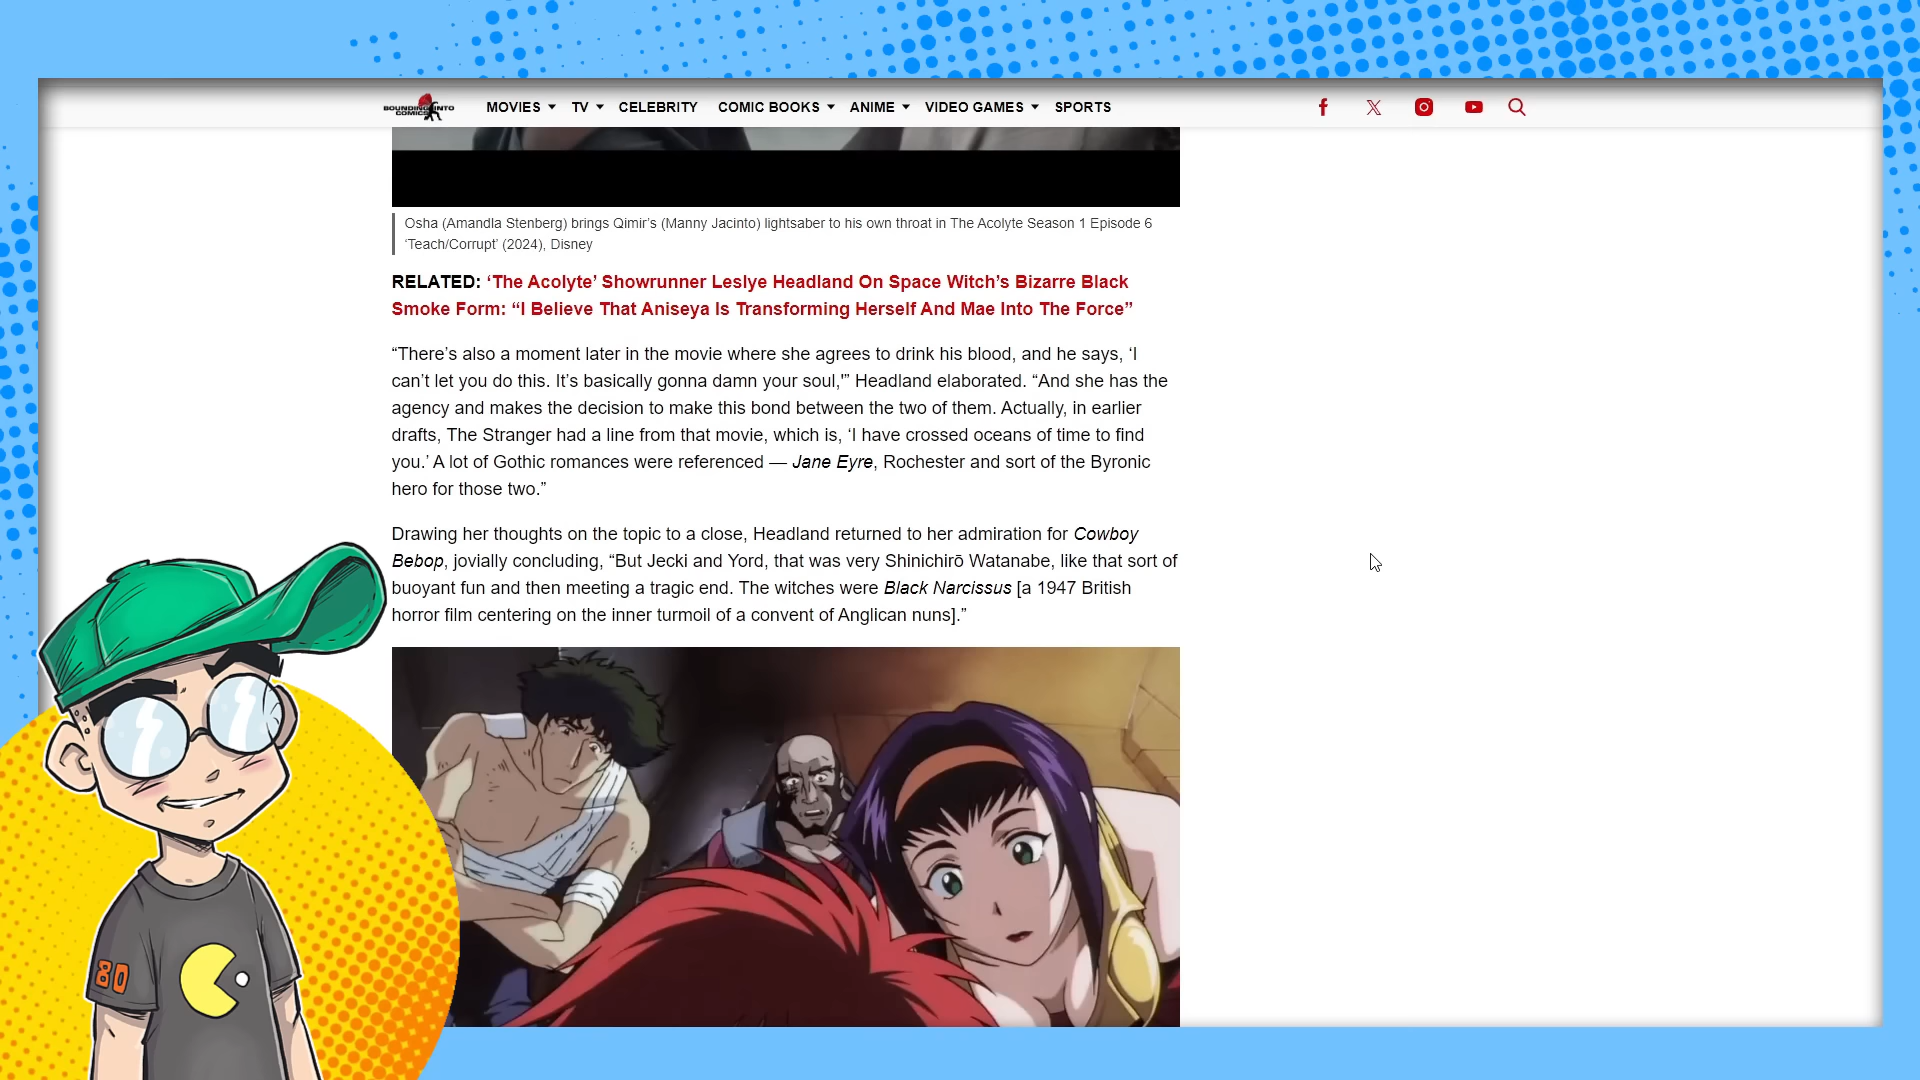 BOUNDING INTO
COMICS
MOVIES TV CELEBRITY COMIC BOOKS ANIME VIDEO GAMES SPORTS
Osha (Amandla Stenberg) brings Qimir’s (Manny Jacinto) lightsaber to his own throat in The Acolyte Season 1 Episode 6
‘Teach/Corrupt’ (2024), Disney
RELATED: ‘The Acolyte’ Showrunner Leslye Headland On Space Witch’s Bizarre Black
Smoke Form: “I Believe That Aniseya Is Transforming Herself And Mae Into The Force”
“There’s also a moment later in the movie where she agrees to drink his blood, and he says, ‘I
can’t let you do this. It’s basically gonna damn your soul,'” Headland elaborated. “And she has the
agency and makes the decision to make this bond between the two of them. Actually, in earlier
drafts, The Stranger had a line from that movie, which is, ‘I have crossed oceans of time to find
you.’ A lot of Gothic romances were referenced — Jane Eyre, Rochester and sort of the Byronic
hero for those two.”
Drawing her thoughts on the topic to a close, Headland returned to her admiration for Cowboy
Bebop, jovially concluding, “But Jecki and Yord, that was very Shinichirō Watanabe, like that sort of
buoyant fun and then meeting a tragic end. The witches were Black Narcissus [a 1947 British
horror film centering on the inner turmoil of a convent of Anglican nuns].”
80